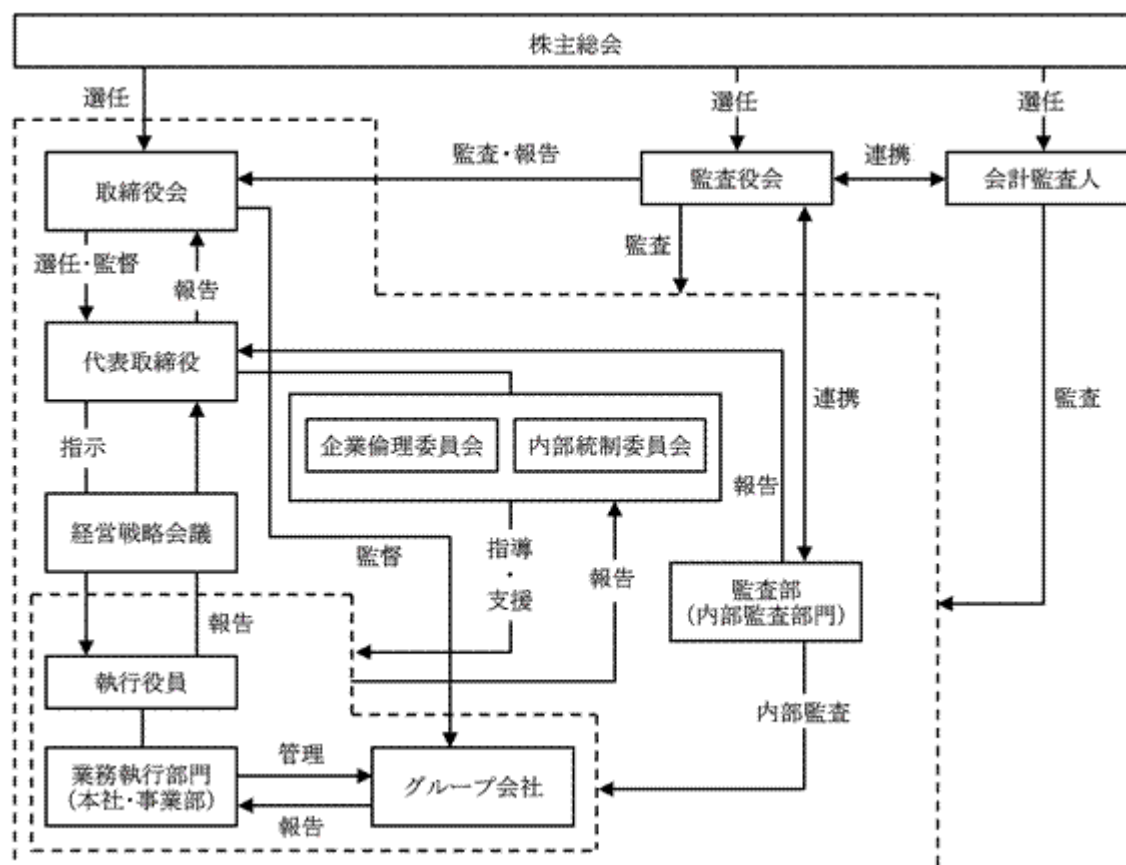 株主総会
選任
選任
選任
監査・報告
連携
取締役会
監査役会
会計監査人
選任・監督
報告
監査
代表取締役
連携
監査
指示
企業倫理委員会
内部統制委員会
報告
経営戦略会議
監督
指導
・
支援
報告
監査部
(内部監査部門)
報告
執行役員
内部監査
業務執行部門
(本社・事業部)
管理
グループ会社
報告